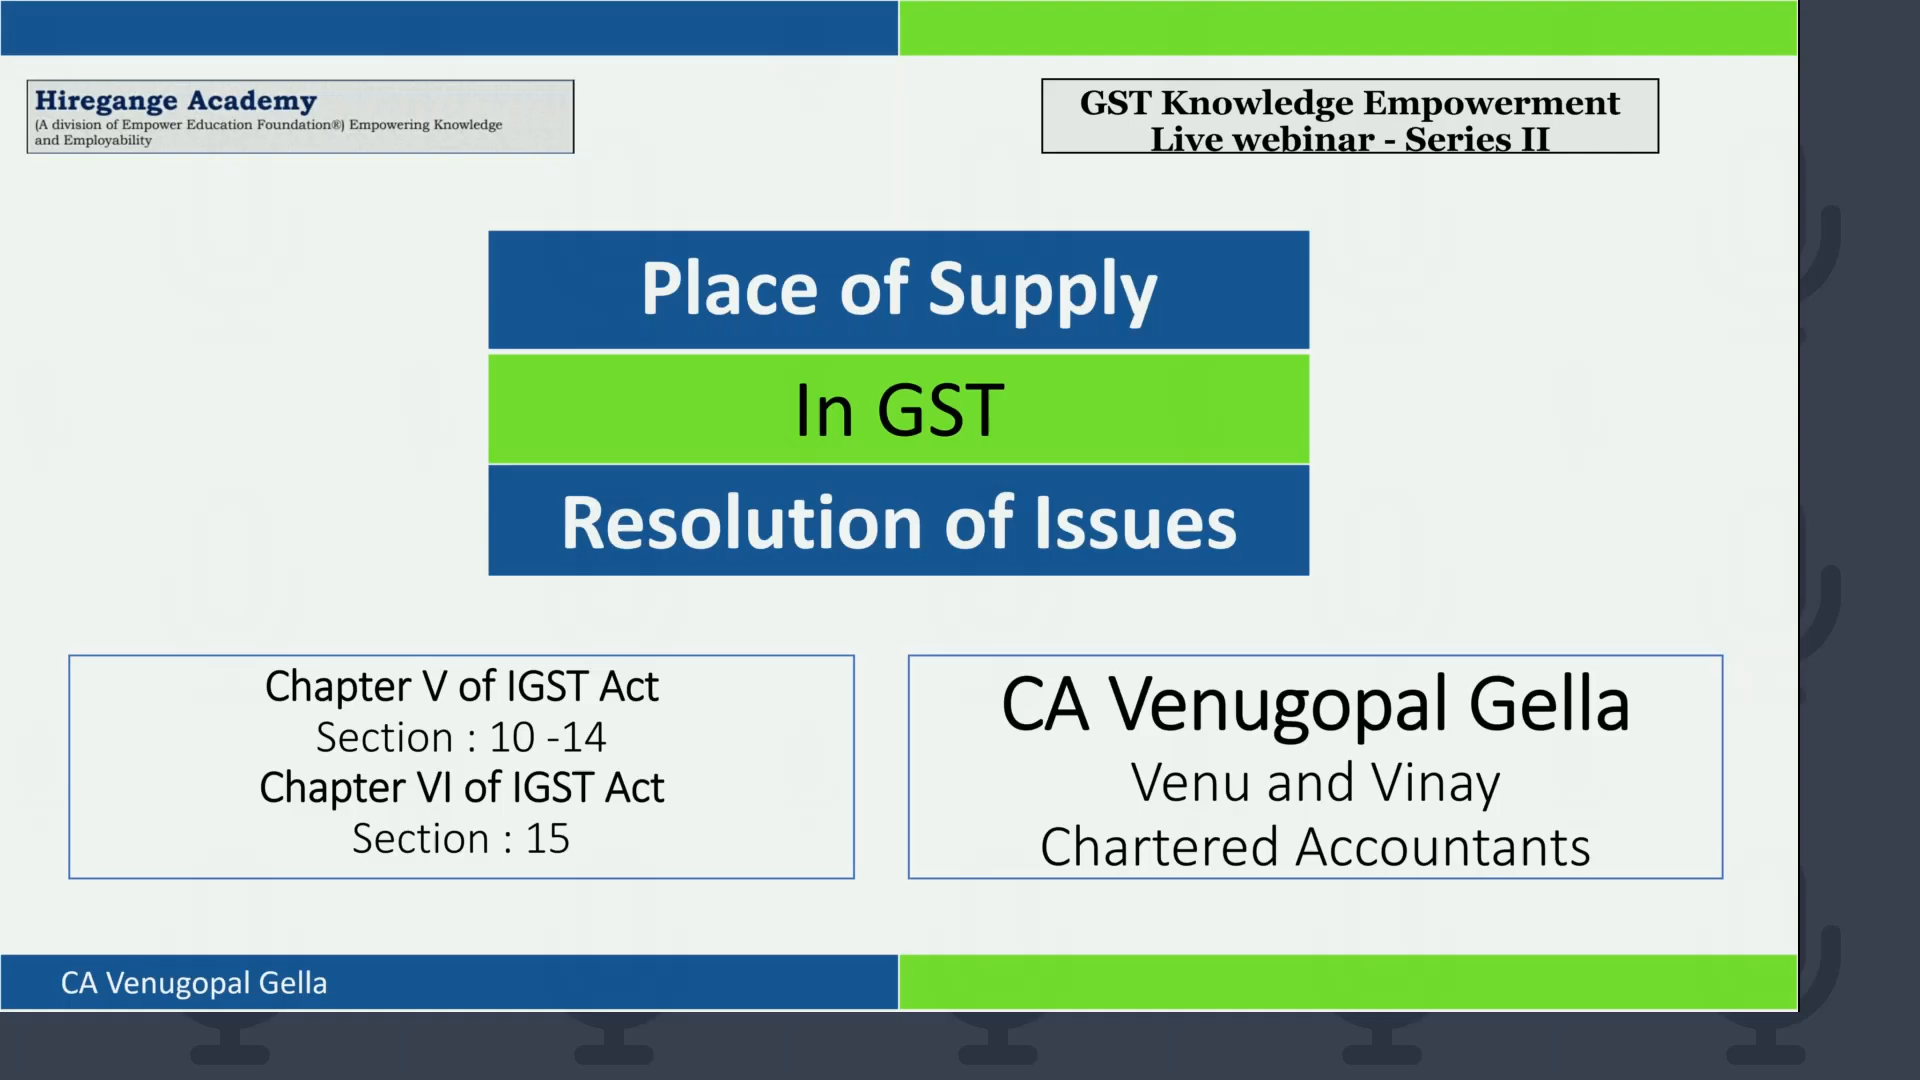 Hiregange Academy
(A division of Empower Education Foundation®) Empowering Knowledge
and Employability
GST Knowledge Empowerment
Live webinar - Series II
Place of Supply
In GST
Resolution of Issues
Chapter V of IGST Act
Section : 10 -14
Chapter VI of IGST Act
Section : 15
CA Venugopal Gella
Venu and Vinay
Chartered Accountants
CA Venugopal Gella